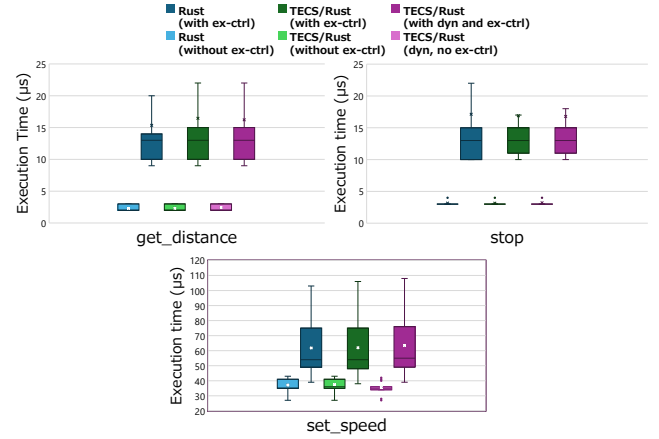 Rust
(with ex-ctrl)
TECS/Rust
(with ex-ctrl)
TECS/Rust
(with dyn and ex-ctrl)
Rust
(without ex-ctrl)
TECS/Rust
(without ex-ctrl)
TECS/Rust
(dyn, no ex-ctrl)
Execution Time (µs)
25
20
15
10
5
0
get_distance
Execution time (µs)
25
20
15
10
5
0
stop
Execution time (µs)
120
110
100
90
80
70
60
50
40
30
20
set_speed